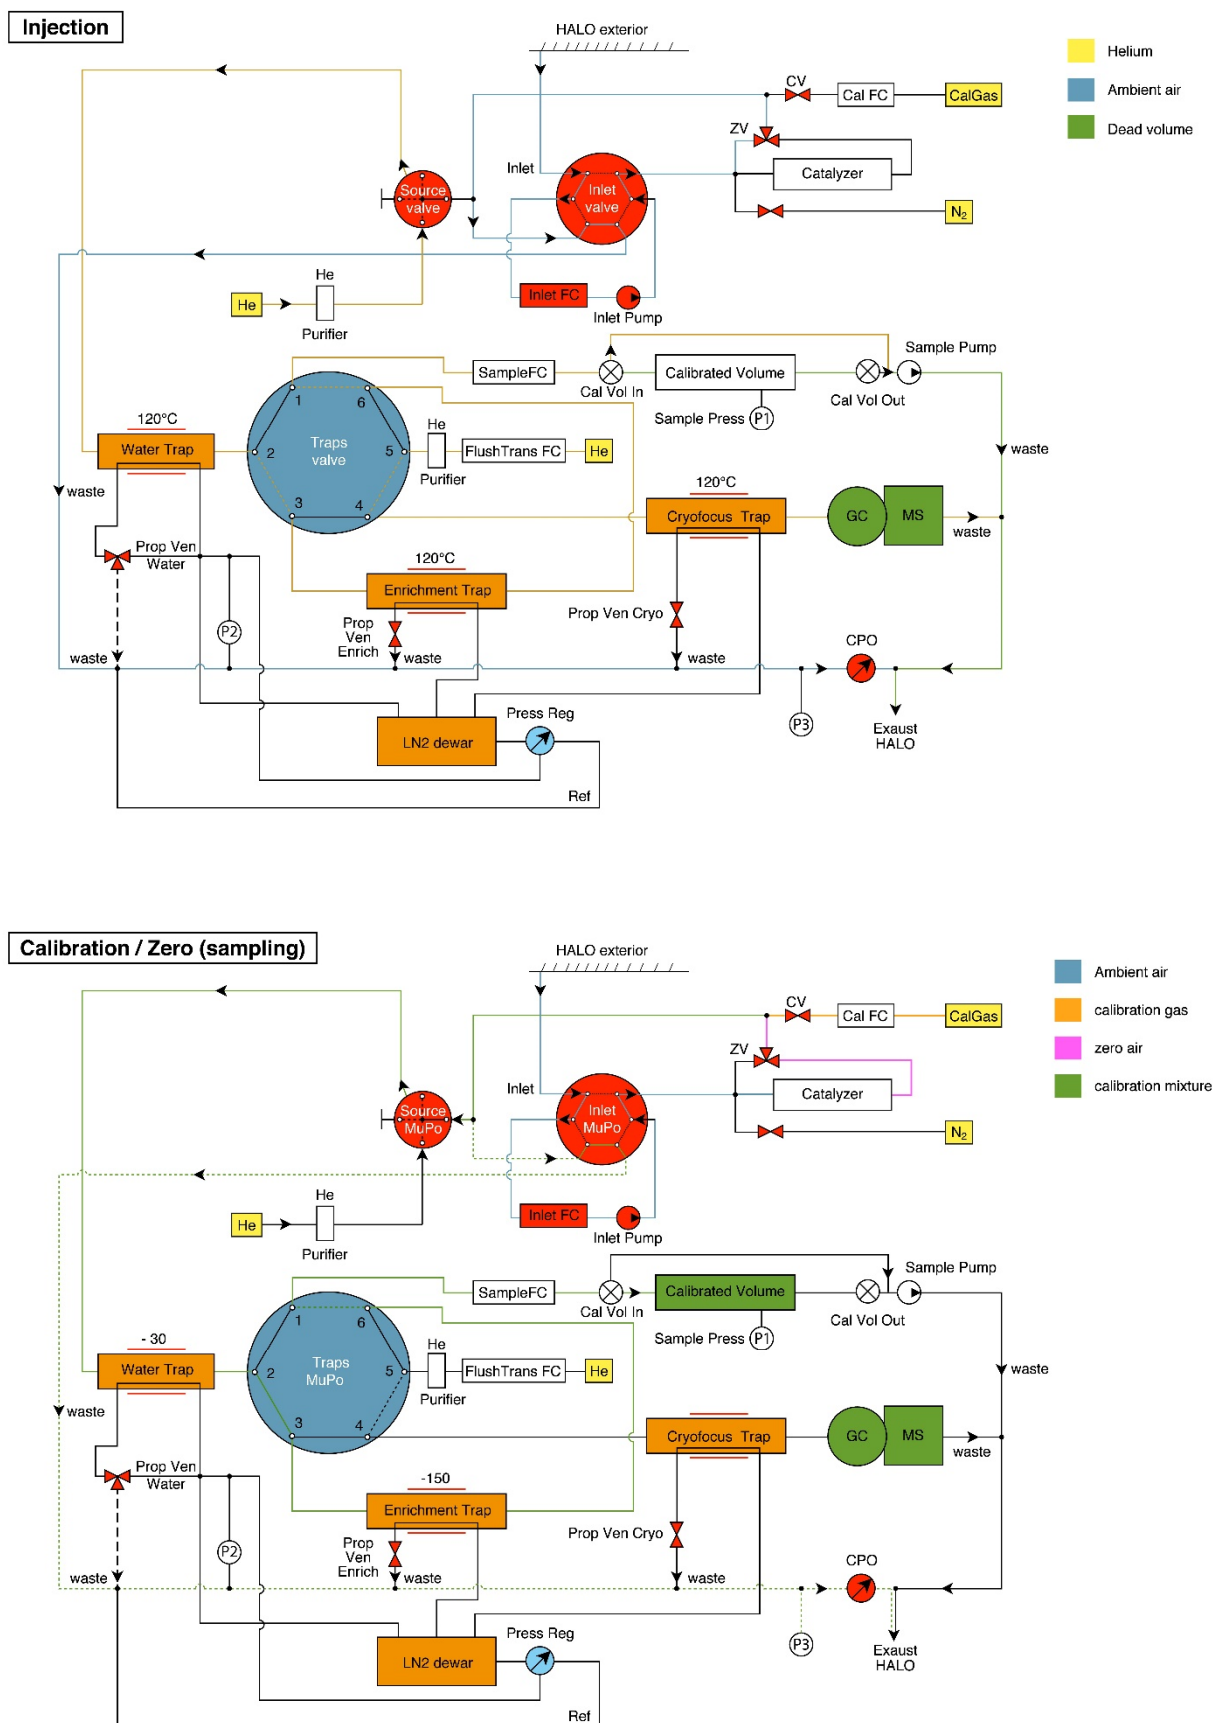 Injection
HALO exterior
Helium
Ambient air
Dead volume
CV
Cal FC
CalGas
ZV
Inlet
Catalyzer
Source
valve
Inlet
valve
N2
He
He
Purifier
Inlet FC
Inlet Pump
SampleFC
Cal Vol In
Calibrated Volume
Sample Pump
Cal Vol Out
Sample Press
P1
1
6
2
5
3
4
Traps
valve
120°C
Water Trap
He
Purifier
FlushTrans FC
He
waste
waste
120°C
Cryofocus Trap
GC
MS
waste
Prop Ven
Water
120°C
Enrichment Trap
P2
Prop
Ven
Enrich
Prop Ven Cryo
waste
waste
waste
CPO
P3
Exaust
HALO
LN2 dewar
Press Reg
Ref
Calibration / Zero (sampling)
HALO exterior
Ambient air
calibration gas
zero air
calibration mixture
CV
Cal FC
CalGas
ZV
Inlet
Catalyzer
Source
MuPo
Inlet
MuPo
N2
He
He
Purifier
Inlet FC
Inlet Pump
SampleFC
Cal Vol In
Calibrated Volume
Sample Pump
Cal Vol Out
Sample Press
P1
1
6
2
5
3
4
Traps
MuPo
- 30
Water Trap
He
Purifier
FlushTrans FC
He
waste
waste
Cryofocus Trap
GC
MS
waste
Prop Ven
Water
-150
Enrichment Trap
P2
Prop
Ven
Enrich
Prop Ven Cryo
waste
waste
waste
CPO
P3
Exaust
HALO
LN2 dewar
Press Reg
Ref